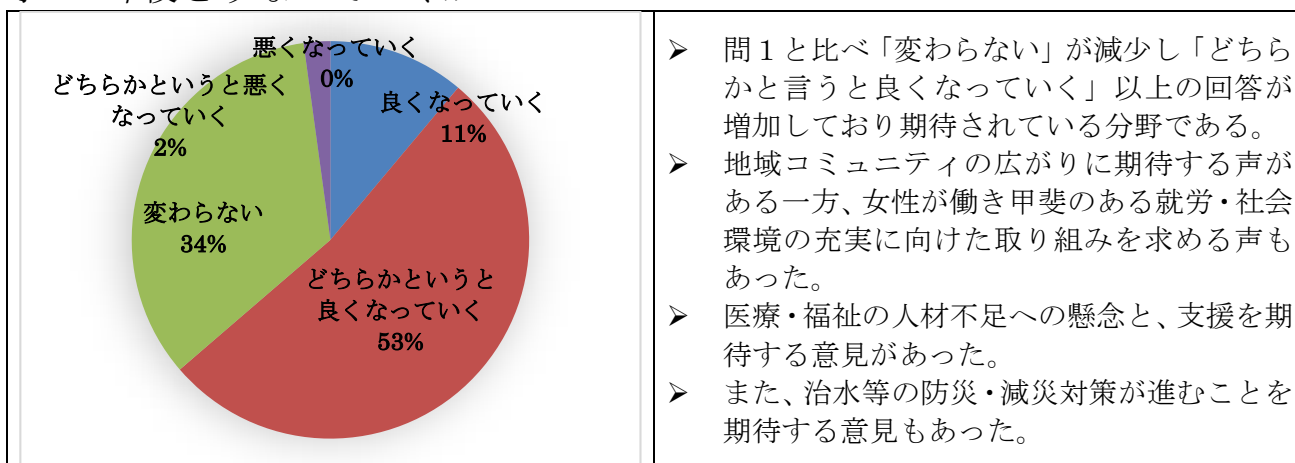 悪くなっていく
0%
どちらかというと悪く
なっていく
2%
良くなっていく
11%
変わらない
34%
どちらかというと
良くなっていく
53%
➢ 問１と比べ「変わらない」が減少し「どちら
かと言うと良くなっていく」以上の回答が
増加しており期待されている分野である。
➢ 地域コミュニティの広がりに期待する声が
ある一方、女性が働き甲斐のある就労・社会
環境の充実に向けた取り組みを求める声も
あった。
➢ 医療・福祉の人材不足への懸念と、支援を期
待する意見があった。
➢ また、治水等の防災・減災対策が進むことを
期待する意見もあった。